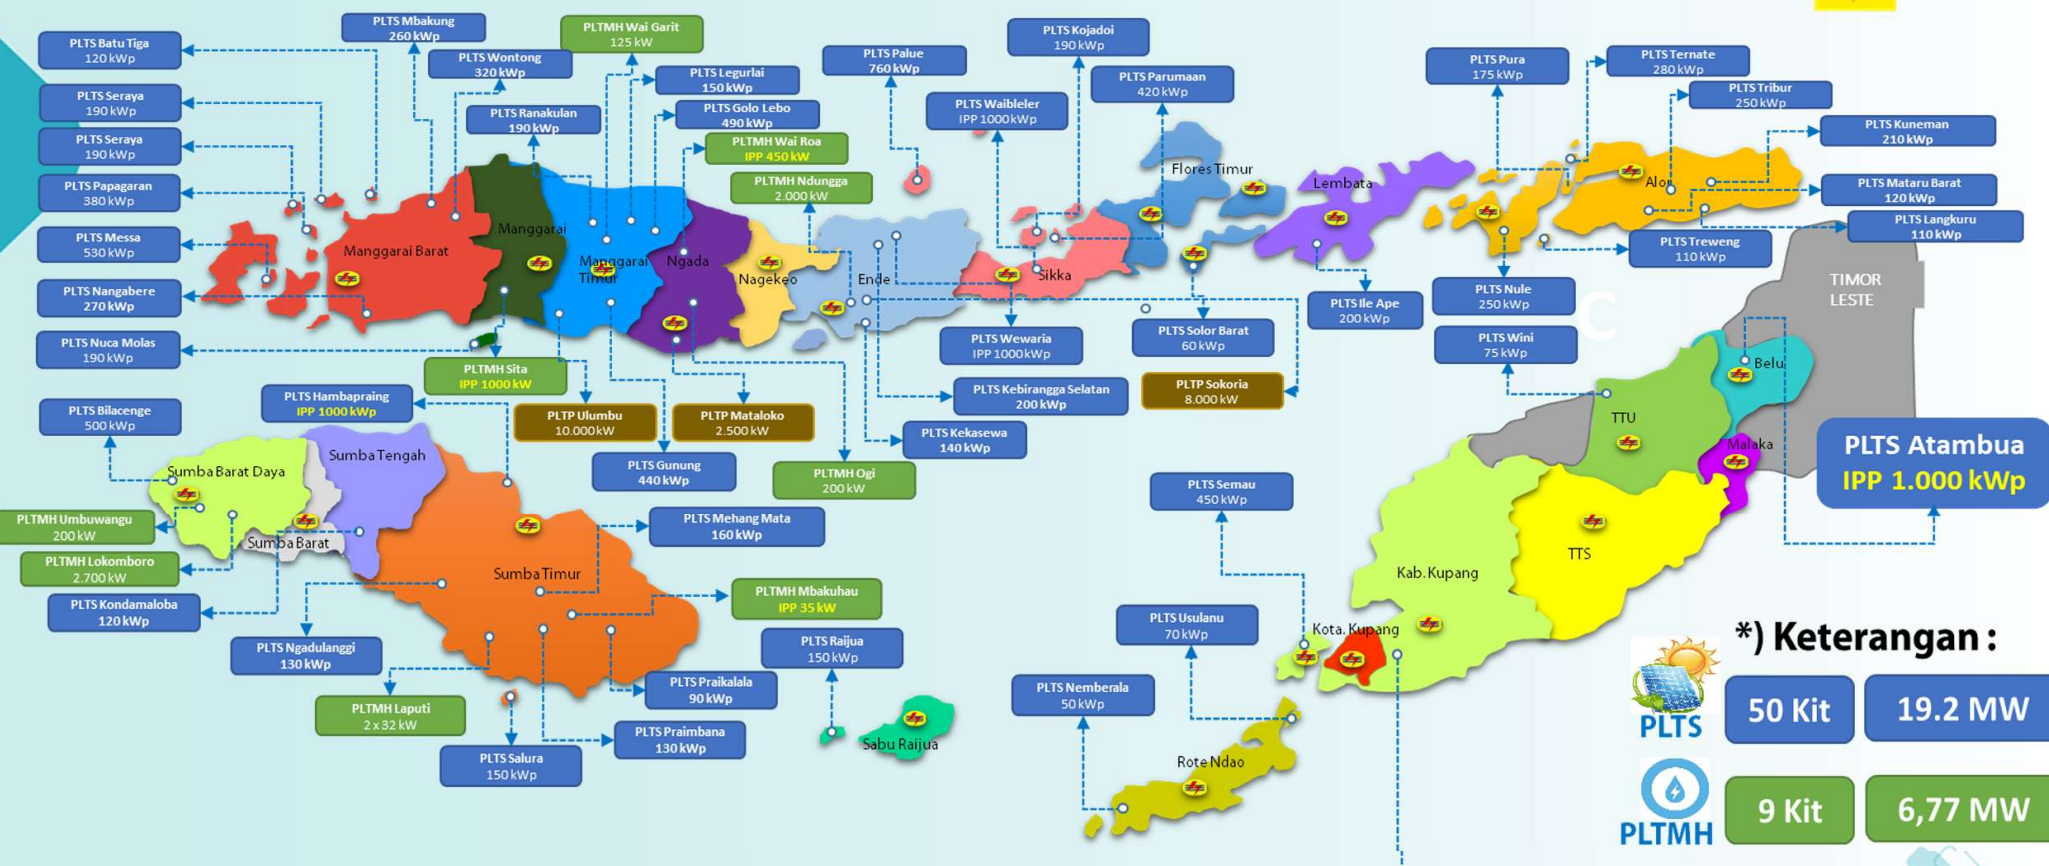 PLTS Batu Tiga
120 kWp
PLTS Seraya
190 kWp
PLTS Seraya
190 kWp
PLTS Papagaran
380 kWp
PLTS Messa
530 kWp
PLTS Nangabere
270 kWp
PLTS Nuca Molas
190 kWp
PLTS Mbakung
260 kWp
PLTS Wontong
320 kWp
PLTS Ranakulan
190 kWp
PLTMH Wai Garit
125 kW
PLTS Legurlai
150 kWp
PLTS Golo Lebo
490 kWp
PLTMH Wai Roa
IPP 450 kW
PLTMH Ndungga
2.000 kW
PLTS Palue
760 kWp
PLTS Waibleler
IPP 1000 kWp
PLTS Kojadoi
190 kWp
PLTS Parumaan
420 kWp
PLTS Pura
175 kWp
PLTS Ternate
280 kWp
PLTS Tribur
250 kWp
PLTS Kuneman
210 kWp
PLTS Mataru Barat
120 kWp
PLTS Langkuru
110 kWp
PLTS Treweng
110 kWp
PLTS Nule
250 kWp
PLTS Ile Ape
200 kWp
PLTS Solor Barat
60 kWp
PLTS Wewaria
IPP 1000 kWp
PLTP Sokoria
8.000 kW
PLTS Kebirangga Selatan
200 kWp
PLTS Kekasewa
140 kWp
PLTMH Sita
IPP 1000 kW
PLTP Ulumbu
10.000 kW
PLTP Mataloko
2.500 kW
PLTS Gunung
440 kWp
PLTMH Ogi
200 kW
Manggarai Barat
Manggarai
Manggarai
Timur
Ngada
Nagekeo
Ende
Sikka
Flores Timur
Lembata
Alor
TIMOR
LESTE
C
PLTS Wini
75 kWp
Belu
TTU
Malaka
PLTS Atambua
IPP 1.000 kWp
PLTS Hambapraing
IPP 1000 kWp
PLTS Bilacenge
500 kWp
Sumba Barat Daya
Sumba Tengah
Sumba Barat
Sumba Timur
PLTMH Umbuwangu
200 kW
PLTMH Lokomboro
2.700 kW
PLTS Kondamaloba
120 kWp
PLTS Ngadulanggi
130 kWp
PLTMH Laputi
2 x 32 kW
PLTS Salura
150 kWp
PLTS Mehang Mata
160 kWp
PLTMH Mbakuhau
IPP 35 kW
PLTS Praikalala
90 kWp
PLTS Praimbana
130 kWp
PLTS Raijua
150 kWp
Sabu Raijua
PLTS Semau
450 kWp
PLTS Usulanu
70 kWp
PLTS Nemberala
50 kWp
Rote Ndao
Kota. Kupang
Kab.Kupang
TTS
*) Keterangan :
PLTS
50 Kit
19.2 MW
PLTMH
9 Kit
6,77 MW